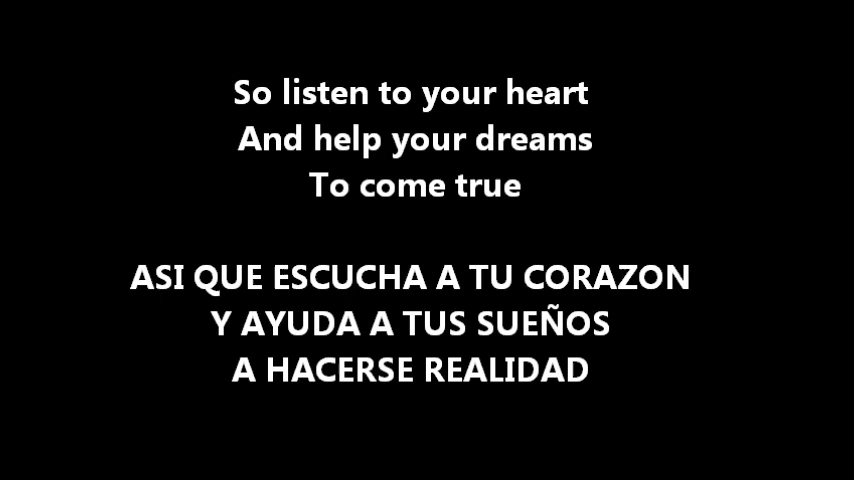 So listen to your heart
And help your dreams
To come true
ASI QUE ESCUCHA A TU CORAZON
Y AYUDA A TUS SUEÑOS
A HACERSE REALIDAD